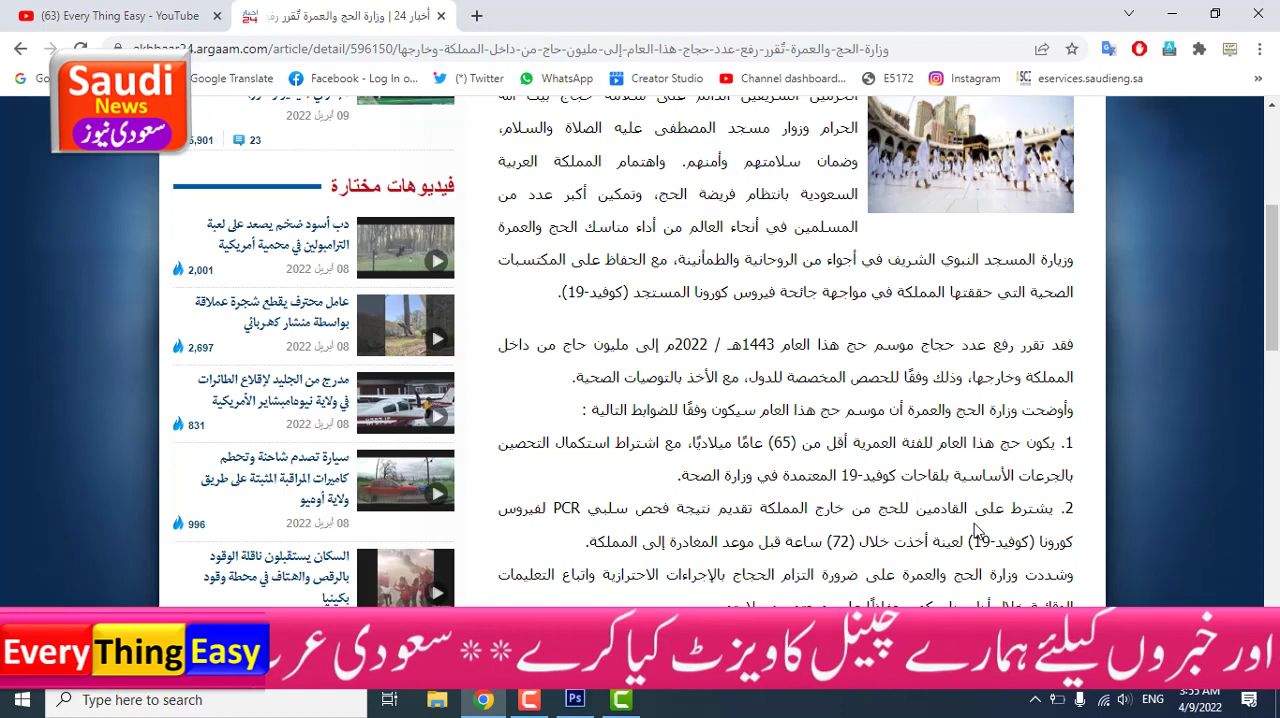 (63) Every Thing Easy - YouTube
أخبار 24 | وزارة الحج والعمرة تُقرر رفع
akhbaar24.argaam.com/article/detail/596150/وزارة-الحج-والعمرة-تُقرر-رفع-عدد-حجاج-هذا-العام-إلى-مليون-حاج-من-داخل-المملكة-وخارجها
Google Translate
Facebook - Log In o...
(*) Twitter
WhatsApp
Creator Studio
Channel dashboard...
E5172
Instagram
eservices.saudieng.sa
Saudi
News
سعودی نیوز
09 أبريل 2022
6,901
23
فيديوهات مختارة
دب أسود ضخم يصعد على لعبة
الترامبولين في محمية أمريكية
08 أبريل 2022
2,001
عامل محترف يقطع شجرة عملاقة
بواسطة منشار كهربائي
08 أبريل 2022
2,697
مدرج من الجليد لإقلاع الطائرات
في ولاية نيوهامبشاير الأمريكية
08 أبريل 2022
831
سيارة تصدم شاحنة وتحطم
كاميرات المراقبة المثبتة على طريق
ولاية أوهيو
08 أبريل 2022
996
السكان يستقبلون ناقلة الوقود
بالرقص والهتاف في محطة وقود
بكينيا
الحرام وزوار مسجد المصطفى عليه الصلاة والسلام،
وضمان سلامتهم وأمنهم. واهتمام المملكة العربية
السعودية بانتظام فريضة الحج، وتمكين أكبر عدد من
المسلمين في أنحاء العالم من أداء مناسك الحج والعمرة
وزيارة المسجد النبوي الشريف في أجواء من الروحانية والطمأنينة، مع الحفاظ على المكتسبات
الصحية التي حققتها المملكة في مواجهة جائحة فيروس كورونا المستجد (كوفيد-19).
فقد تقرر رفع عدد حجاج موسم حج هذا العام 1443هـ / 2022م إلى مليون حاج من داخل
المملكة وخارجها، وذلك وفقًا للحصص المخصصة للدول، مع الأخذ بالتوصيات الصحية.
وأوضحت وزارة الحج والعمرة أن موسم حج هذا العام سيكون وفقًا للضوابط التالية :
1. يكون حج هذا العام للفئة العمرية أقل من (65) عامًا ميلاديًا، مع اشتراط استكمال التحصين
بالجرعات الأساسية بلقاحات كوفيد-19 المعتمدة في وزارة الصحة.
2. يشترط على القادمين للحج من خارج المملكة تقديم نتيجة فحص سلبي PCR لفيروس
كورونا (كوفيد-19) لعينة أخذت خلال (72) ساعة قبل موعد المغادرة إلى المملكة.
وشددت وزارة الحج والعمرة على ضرورة التزام الحجاج بالإجراءات الاحترازية واتباع التعليمات
EveryThing Easy
اور خبروں کیلئے ہمارے چینل کا ویزٹ کیا کرے ** سعودی عر
Type here to search
ENG
3:55 AM
4/9/2022